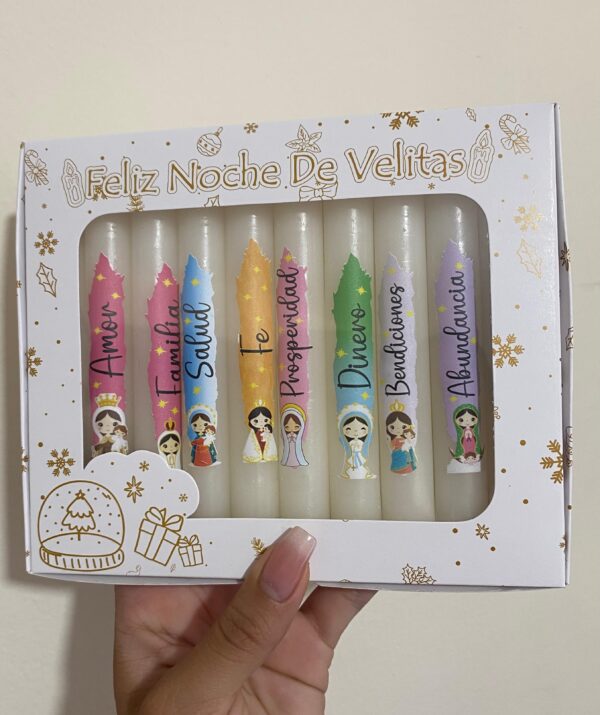 Feliz Noche De Velitas
Amor
Familia
Salud
Fe
Prosperidad
Dinero
Bendiciones
Abundancia